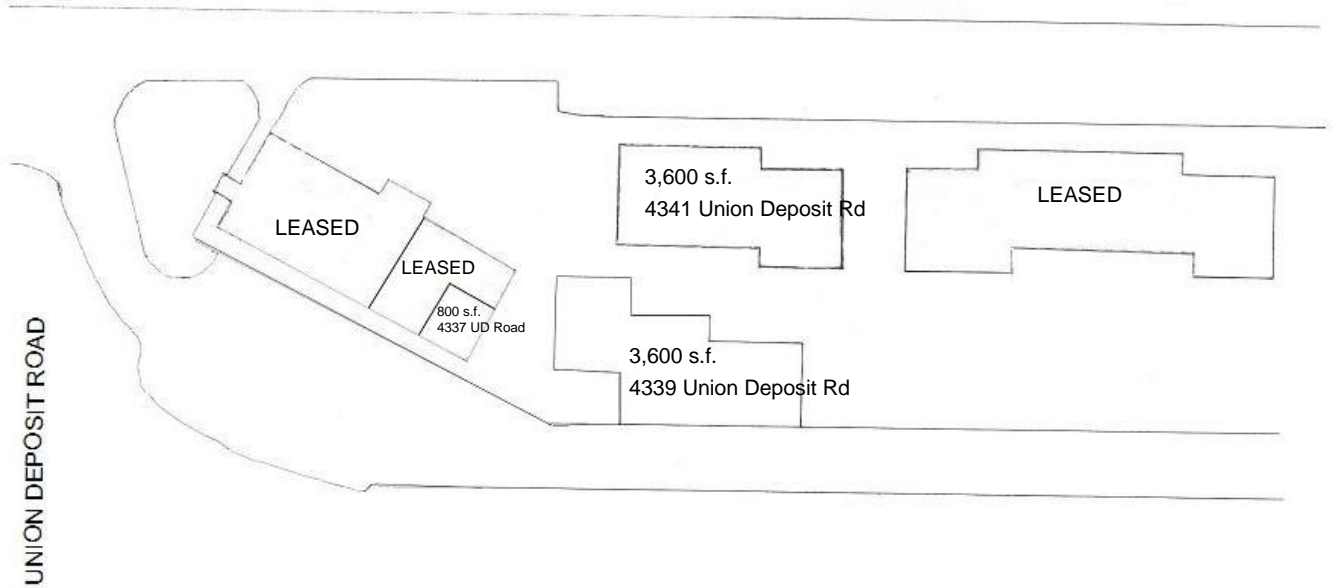 3,600 s.f.
4341 Union Deposit Rd
LEASED
LEASED
LEASED
800 s.f.
4337 UD Road
3,600 s.f.
4339 Union Deposit Rd
UNION DEPOSIT ROAD